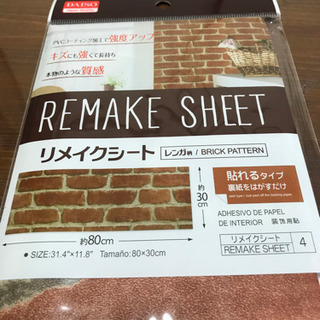 DAISO
PVCコーティング加工で強度アップ
キズにも強くて長持ち
本物のような質感
REMAKE SHEET
リメイクシート レンガ柄 / BRICK PATTERN
約30cm
約80cm
貼れるタイプ
裏紙をはがすだけ
ADHESIVO DE PAPEL
DE INTERIOR 裝飾用貼
• SIZE:31.4"×11.8" Tamaño:80×30cm
リメイクシート
REMAKE SHEET 4